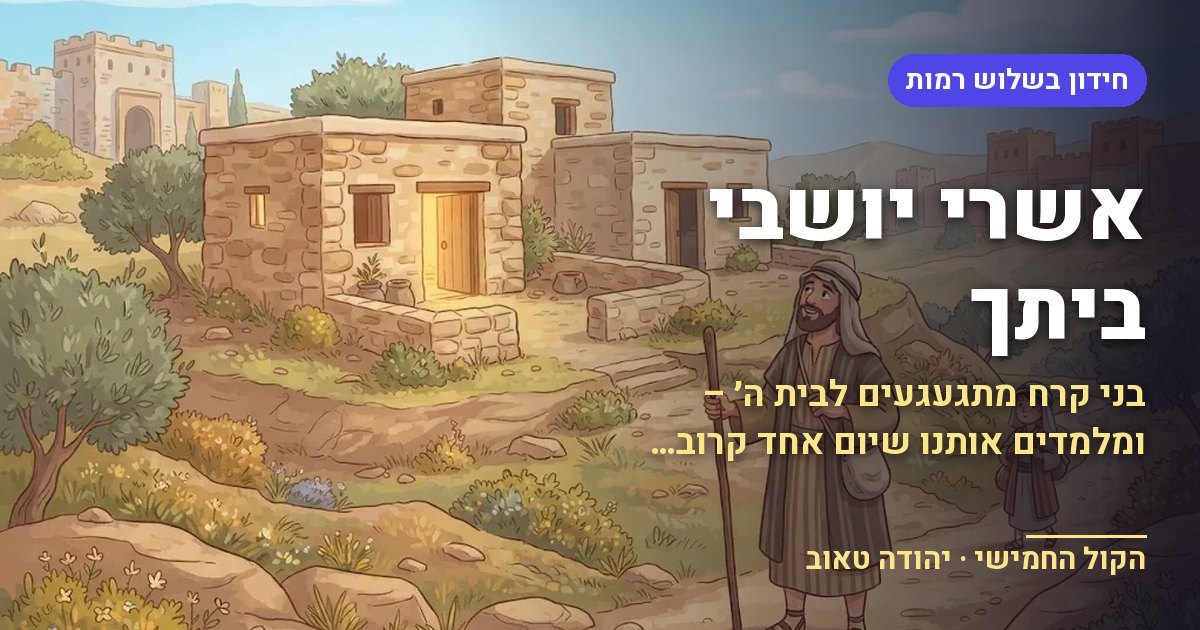 חידון בשלוש רמות
אשרי יושבי
ביתך
בני קרח מתגעגעים לבית ה׳ –
ומלמדים אותנו שיום אחד קרוב...
הקול החמישי · יהודה טאוב